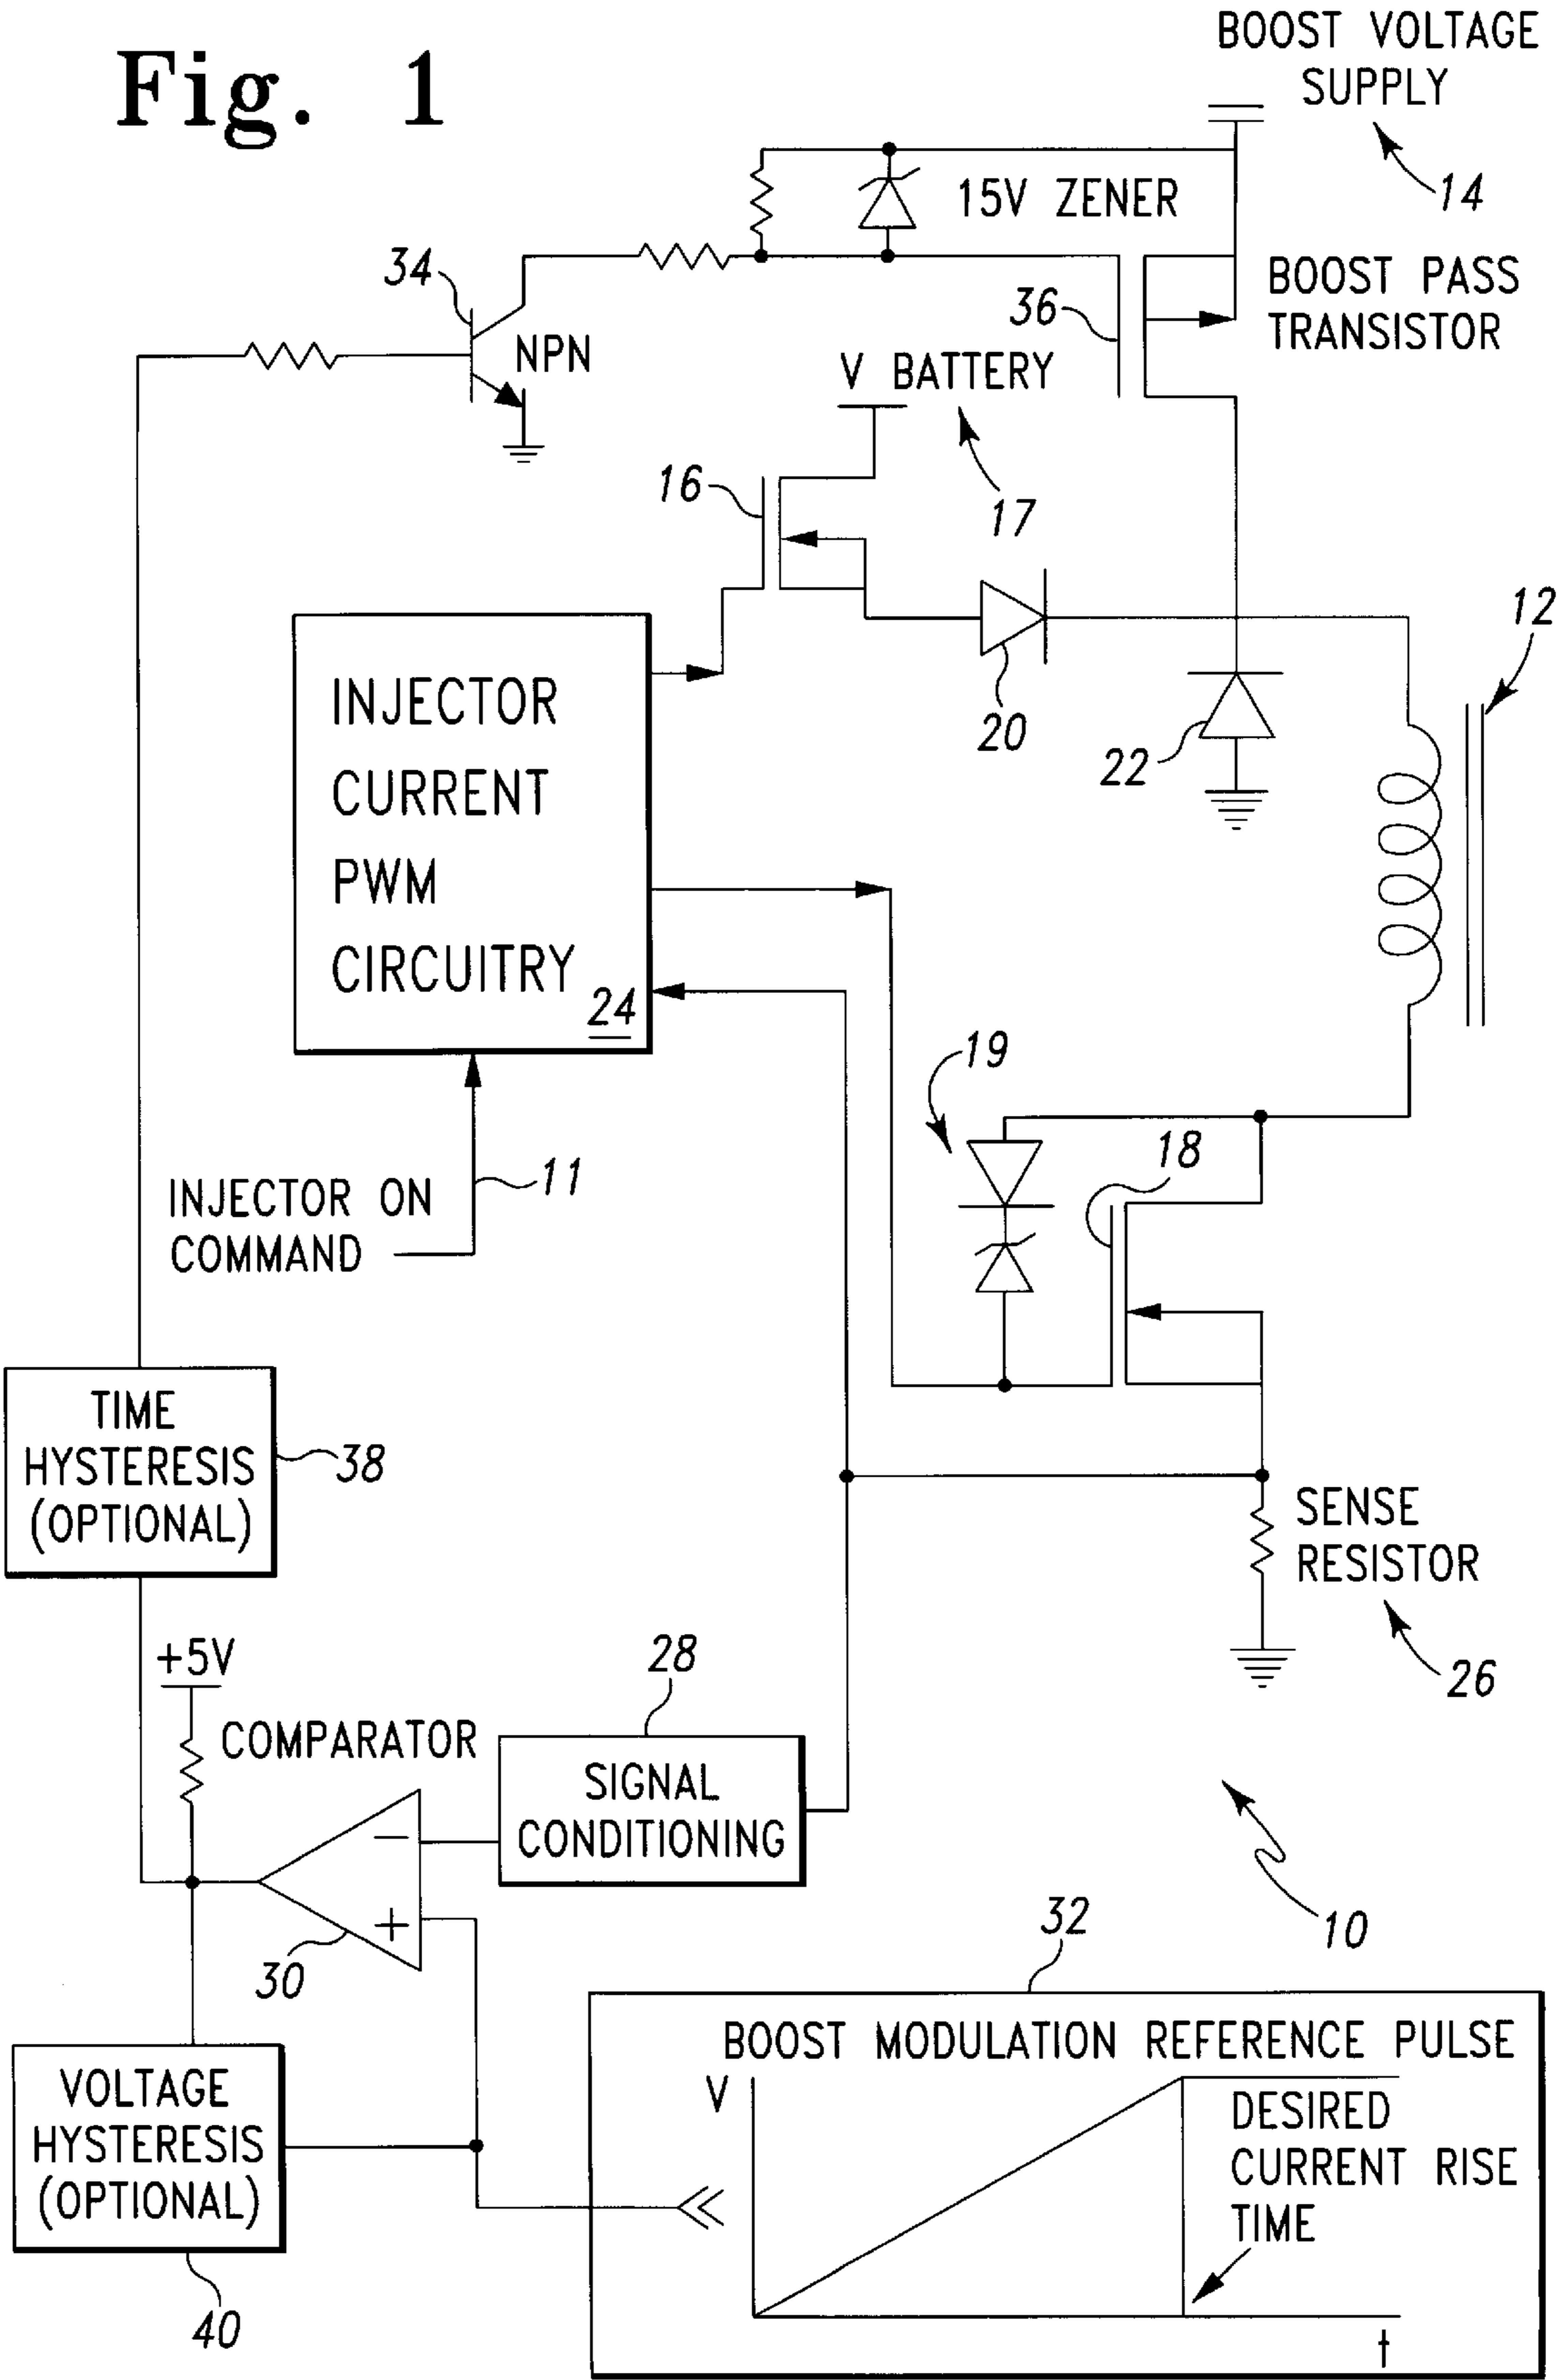 Fig. 1
BOOST VOLTAGE
SUPPLY
14
15V ZENER
34
NPN
36
BOOST PASS
TRANSISTOR
V BATTERY
16
17
12
INJECTOR
CURRENT
PWM
CIRCUITRY
24
20
22
19
18
11
INJECTOR ON
COMMAND
TIME
HYSTERESIS
(OPTIONAL)
38
SENSE
RESISTOR
26
+5V
COMPARATOR
28
SIGNAL
CONDITIONING
−
+
30
10
32
BOOST MODULATION REFERENCE PULSE
V
DESIRED
CURRENT RISE
TIME
t
VOLTAGE
HYSTERESIS
(OPTIONAL)
40